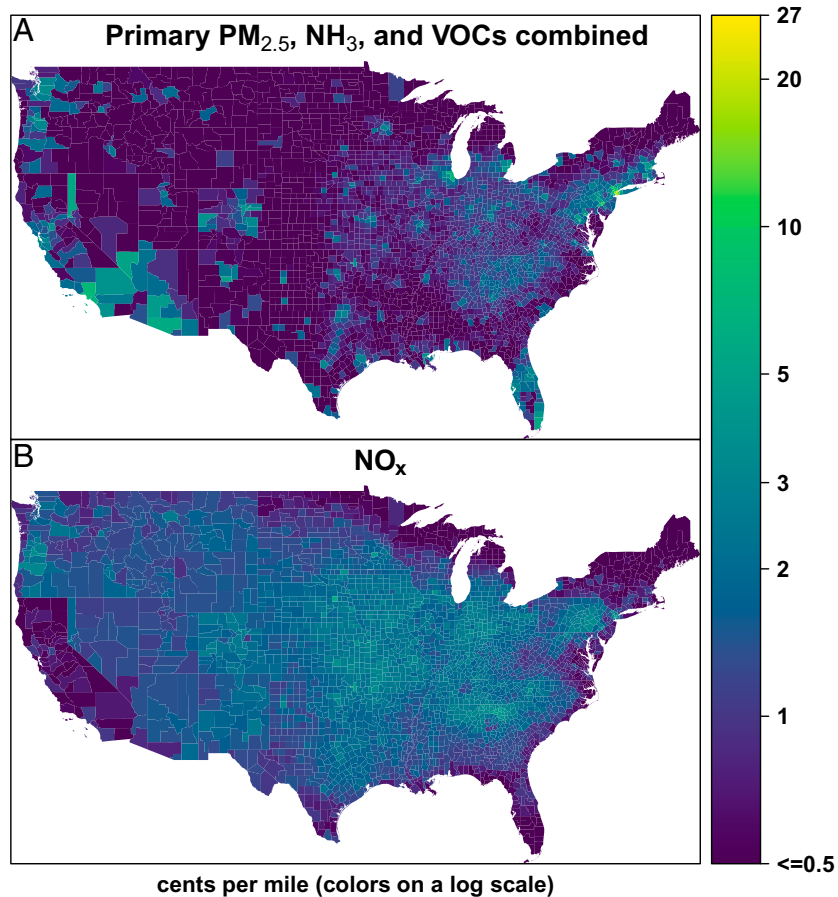 A
Primary PM2.5, NH3, and VOCs combined
27
20
10
5
3
2
1
<=0.5
B
NOx
cents per mile (colors on a log scale)